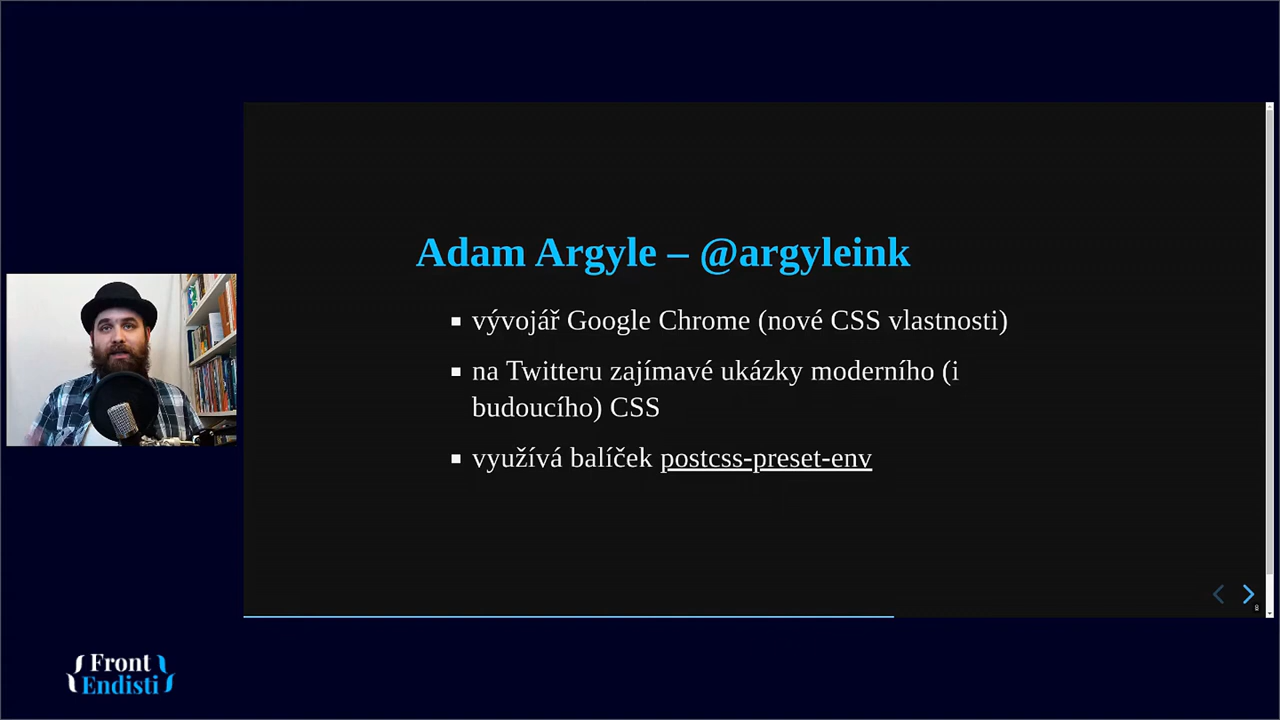 Adam Argyle – @argyleink
vývojář Google Chrome (nové CSS vlastnosti)
na Twitteru zajímavé ukázky moderního (i
budoucího) CSS
využívá balíček postcss-preset-env
8
Front
Endisti